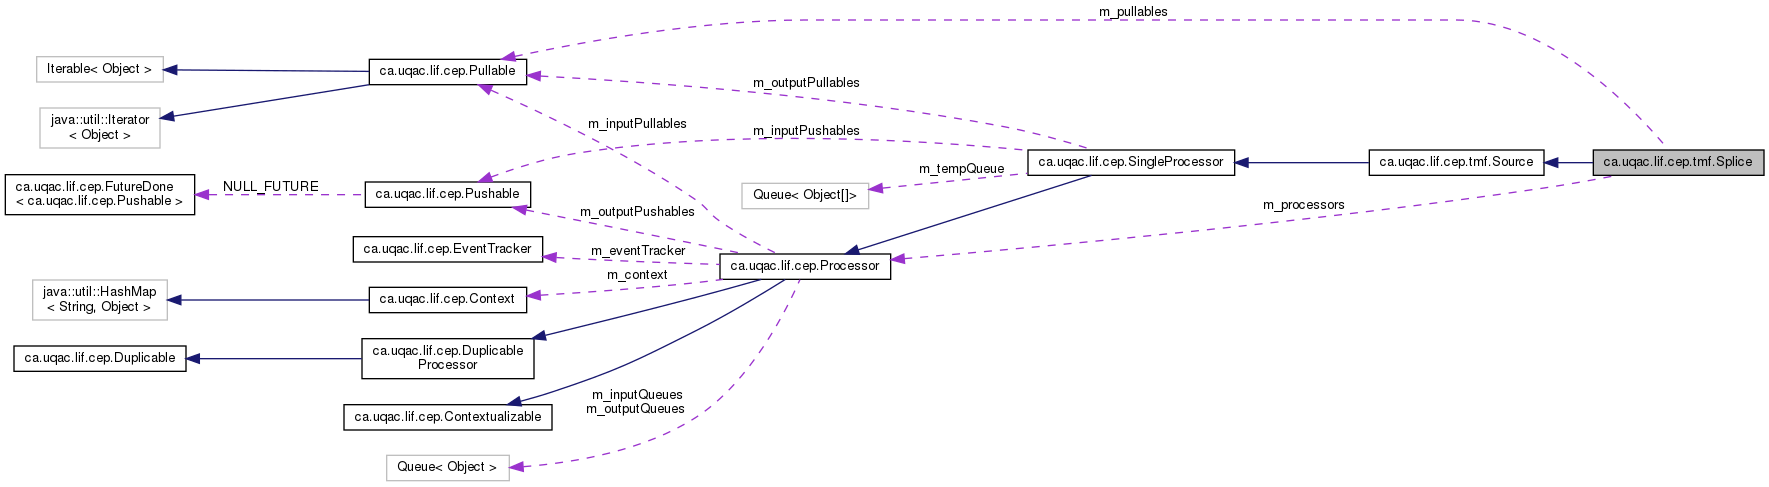 m_pullables
Iterable< Object >
ca.uqac.lif.cep.Pullable
m_outputPullables
java::util::Iterator
< Object >
m_inputPullables
m_inputPushables
ca.uqac.lif.cep.SingleProcessor
ca.uqac.lif.cep.tmf.Source
ca.uqac.lif.cep.tmf.Splice
m_tempQueue
ca.uqac.lif.cep.FutureDone
< ca.uqac.lif.cep.Pushable >
NULL_FUTURE
ca.uqac.lif.cep.Pushable
Queue< Object[]>
m_outputPushables
m_processors
ca.uqac.lif.cep.EventTracker
m_eventTracker
ca.uqac.lif.cep.Processor
m_context
java::util::HashMap
< String, Object >
ca.uqac.lif.cep.Context
ca.uqac.lif.cep.Duplicable
ca.uqac.lif.cep.Duplicable
Processor
m_inputQueues
m_outputQueues
ca.uqac.lif.cep.Contextualizable
Queue< Object >